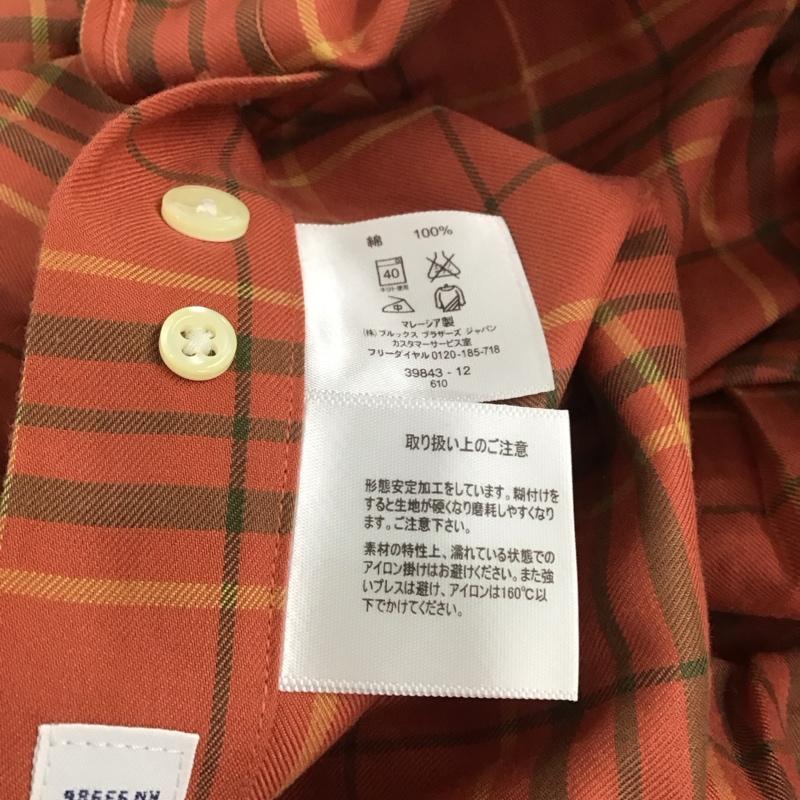 綿 100%
40
ネット使用
中
マレーシア製
(株) ブルックス ブラザーズ ジャパン
カスタマーサービス室
フリーダイヤル 0120-185-718
39843 - 12
610
取り扱い上のご注意
形態安定加工をしています。糊付けを
すると生地が硬くなり磨耗しやすくなり
ます。ご注意下さい。
素材の特性上、濡れている状態での
アイロン掛けはお避けください。また強
いプレスは避け、アイロンは160℃以
下でかけてください。
RN 93986